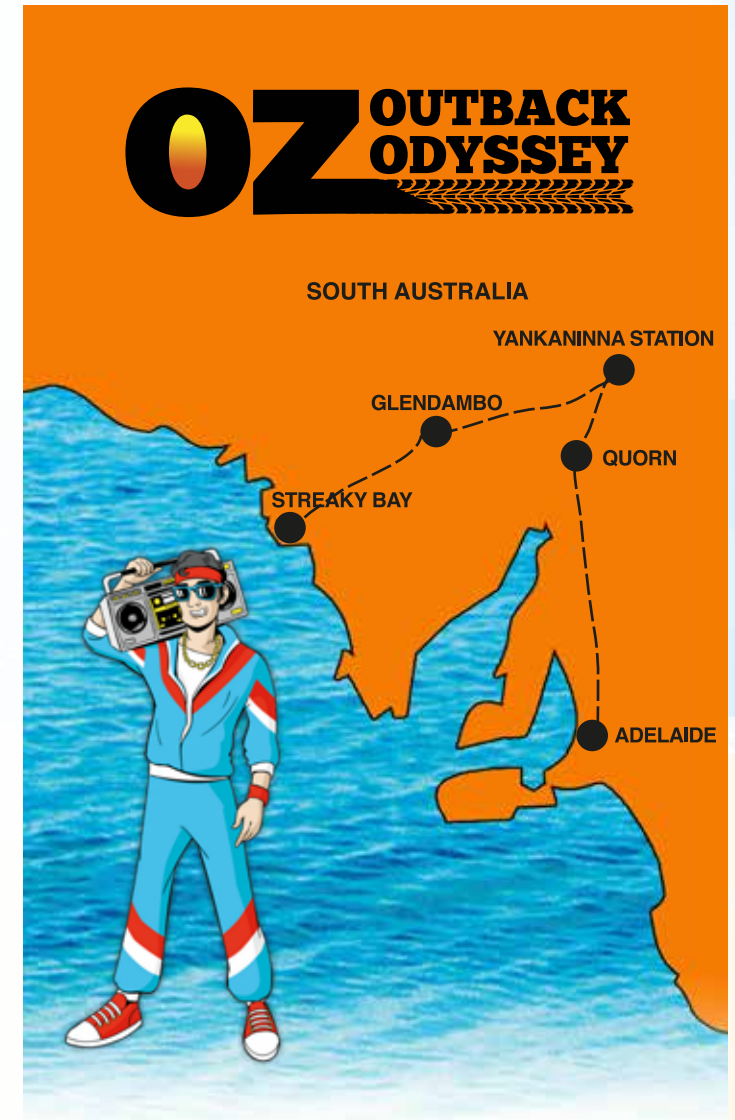 OZ OUTBACK
ODYSSEY
SOUTH AUSTRALIA
YANKANINNA STATION
GLENDAMBO
QUORN
STREAKY BAY
ADELAIDE